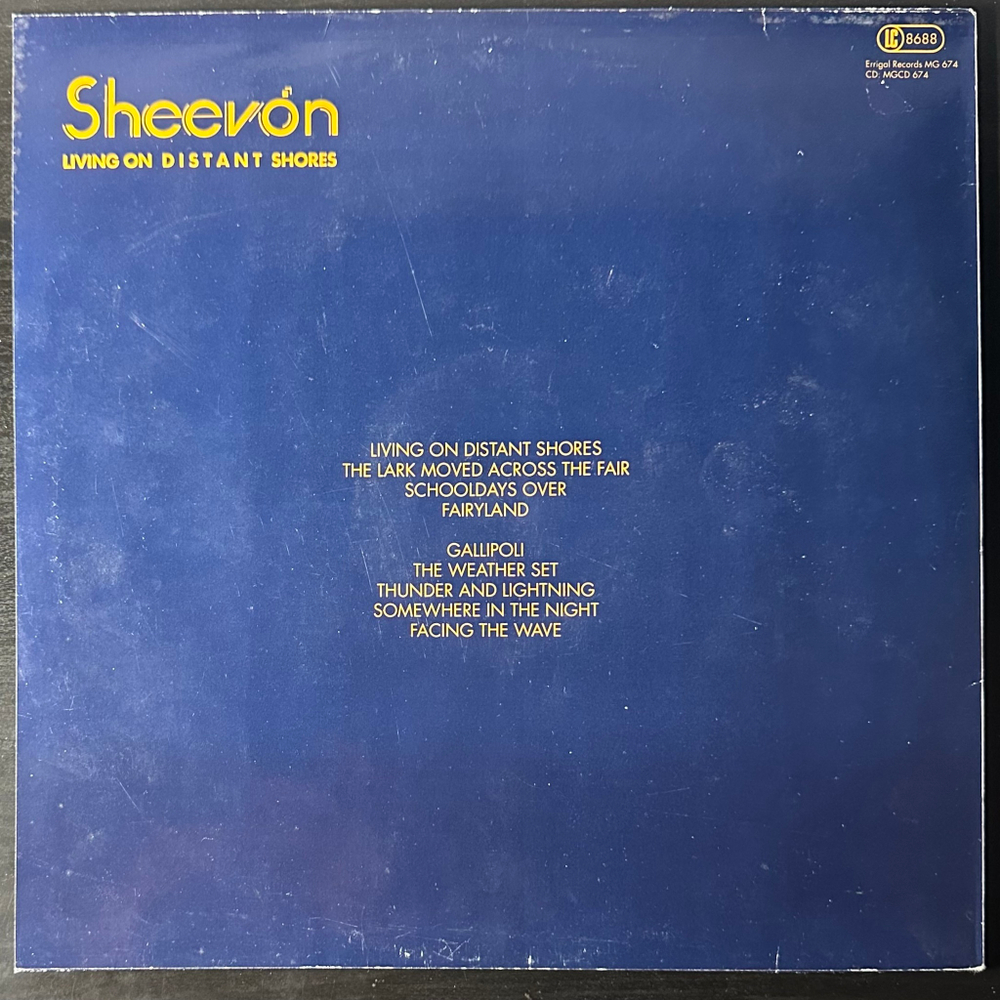 LC 8688
Errigal Records MG 674
CD: MGCD 674
Sheevón
LIVING ON DISTANT SHORES
LIVING ON DISTANT SHORES
THE LARK MOVED ACROSS THE FAIR
SCHOOLDAYS OVER
FAIRYLAND
GALLIPOLI
THE WEATHER SET
THUNDER AND LIGHTNING
SOMEWHERE IN THE NIGHT
FACING THE WAVE